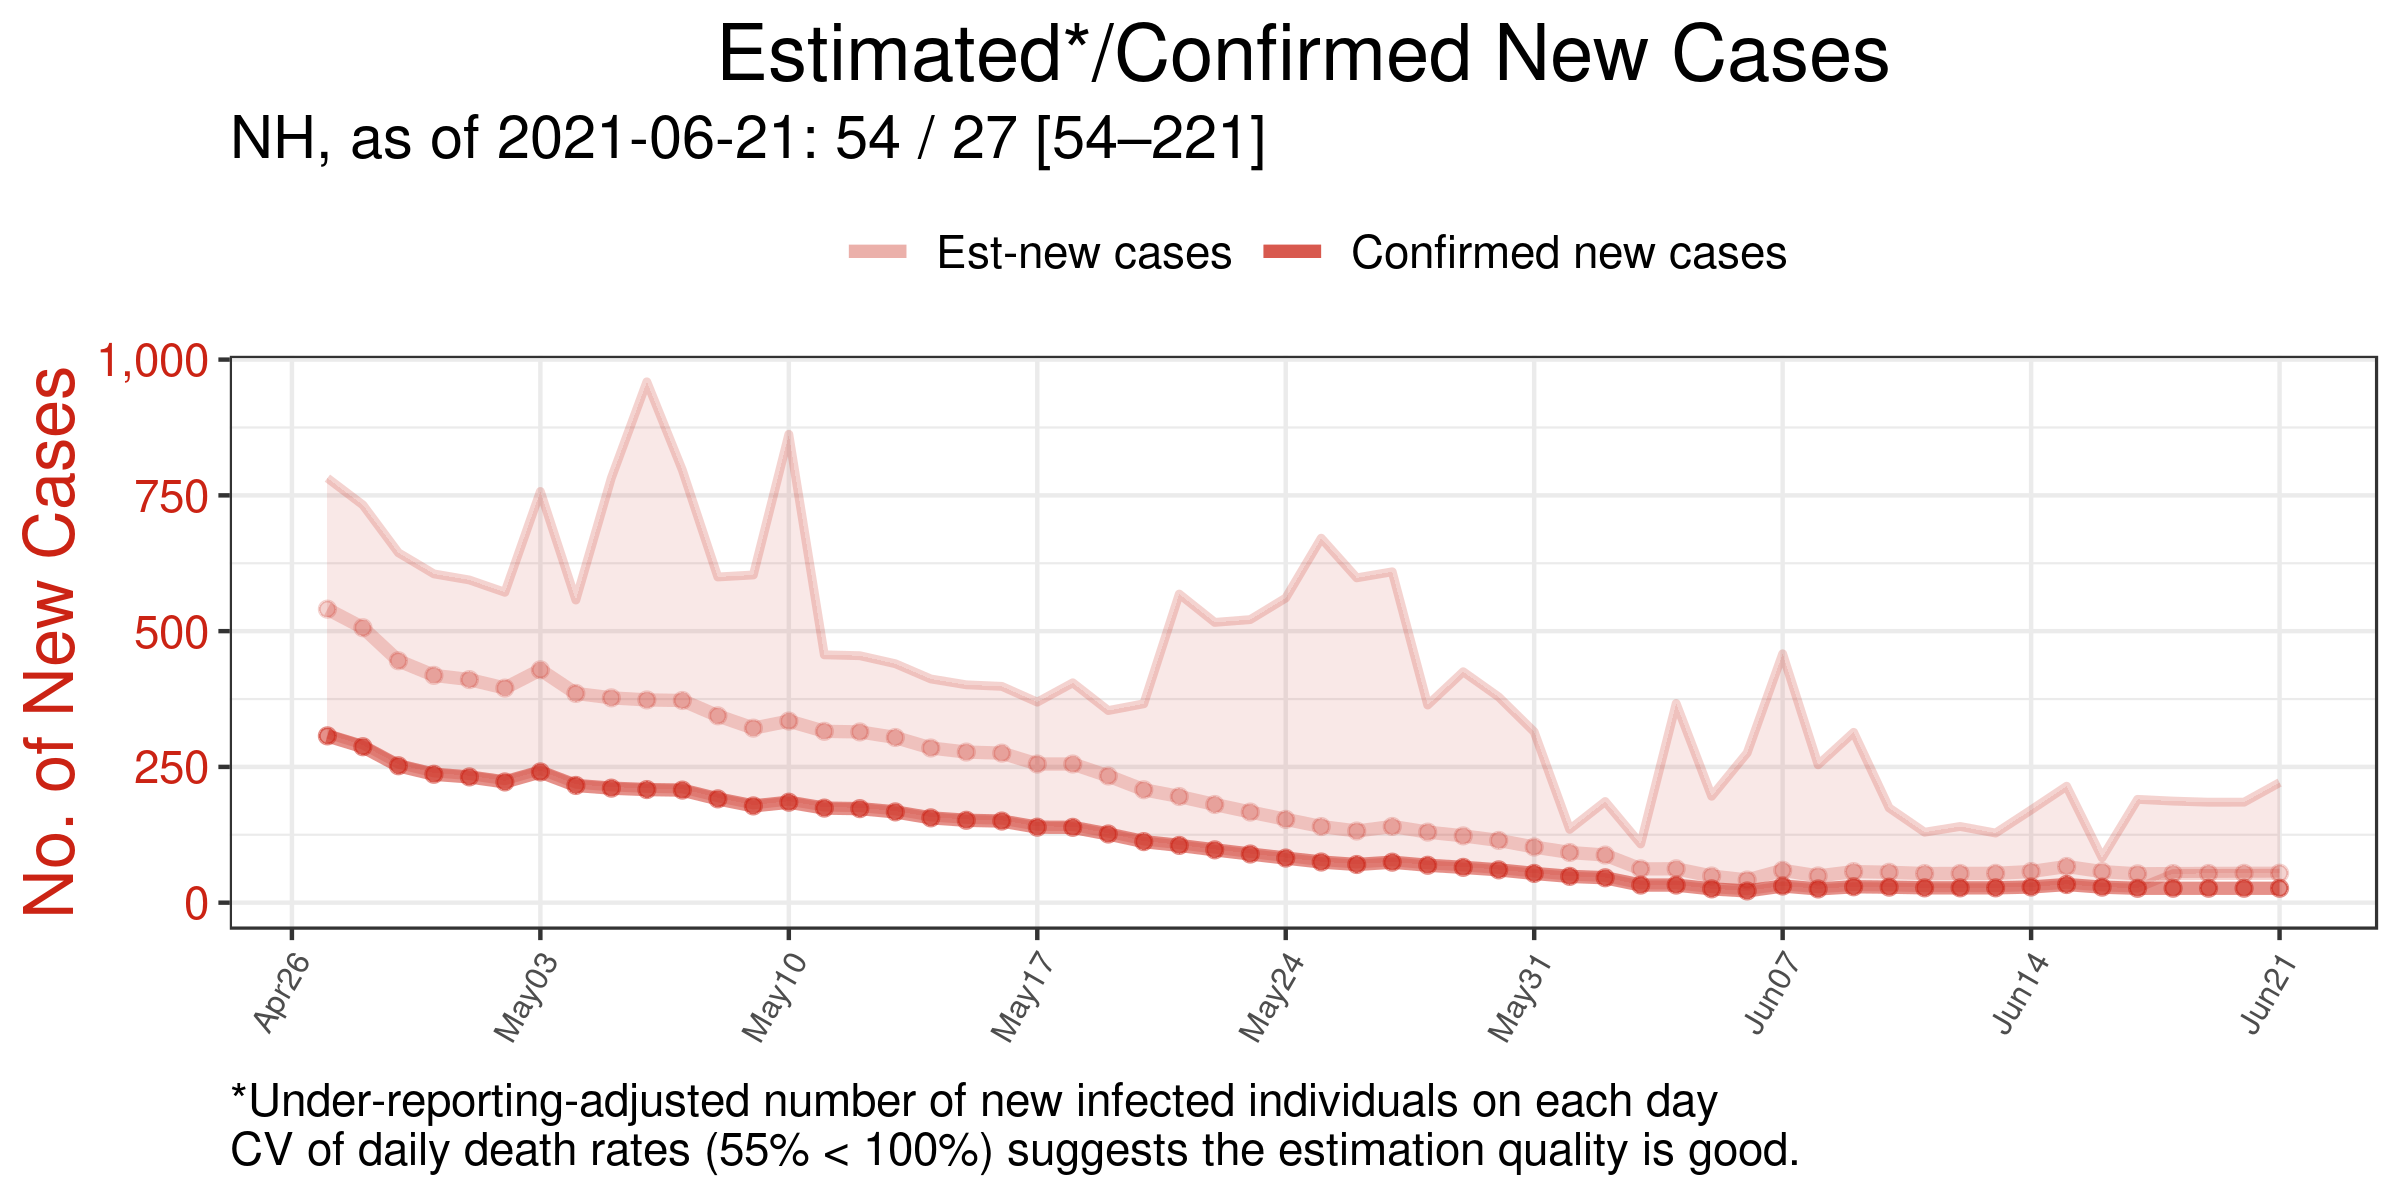 Estimated*/Confirmed New Cases
NH, as of 2021-06-21: 54 / 27 [54–221]
Est-new cases
Confirmed new cases
No. of New Cases
1,000
750
500
250
0
Apr26
May03
May10
May17
May24
May31
Jun07
Jun14
Jun21
*Under-reporting-adjusted number of new infected individuals on each day
CV of daily death rates (55% < 100%) suggests the estimation quality is good.